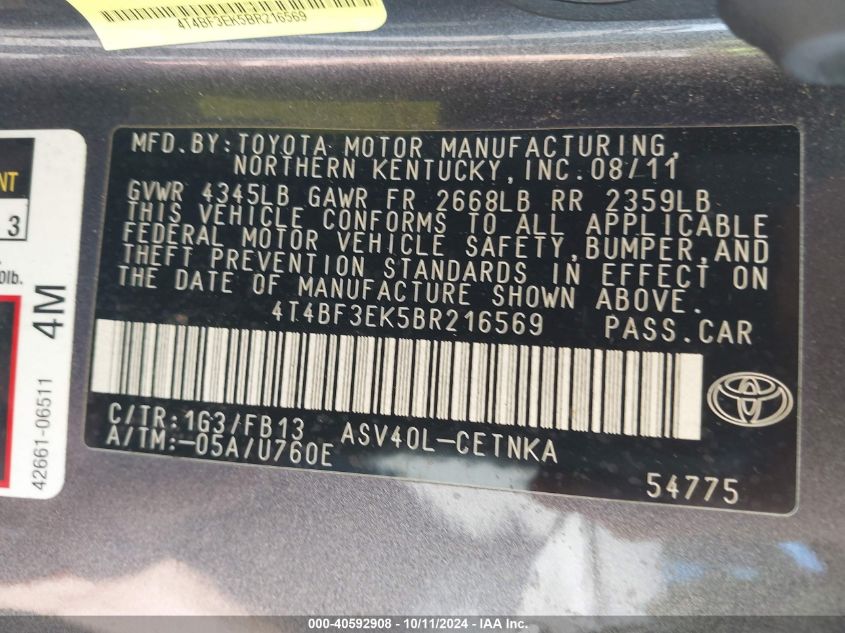 4T4BF3EK5BR216569
NT
3
0lb.
4M
42661-06511
MFD.BY:TOYOTA MOTOR MANUFACTURING,
NORTHERN KENTUCKY,INC.08/11
GVWR 4345LB GAWR FR 2668LB RR 2359LB
THIS VEHICLE CONFORMS TO ALL APPLICABLE
FEDERAL MOTOR VEHICLE SAFETY,BUMPER,AND
THEFT PREVENTION STANDARDS IN EFFECT ON
THE DATE OF MANUFACTURE SHOWN ABOVE.
4T4BF3EK5BR216569 PASS.CAR
C/TR:1G3/FB13 ASV40L-CETNKA
A/TM:-05A/U760E
54775
000-40592908 - 10/11/2024 - IAA Inc.